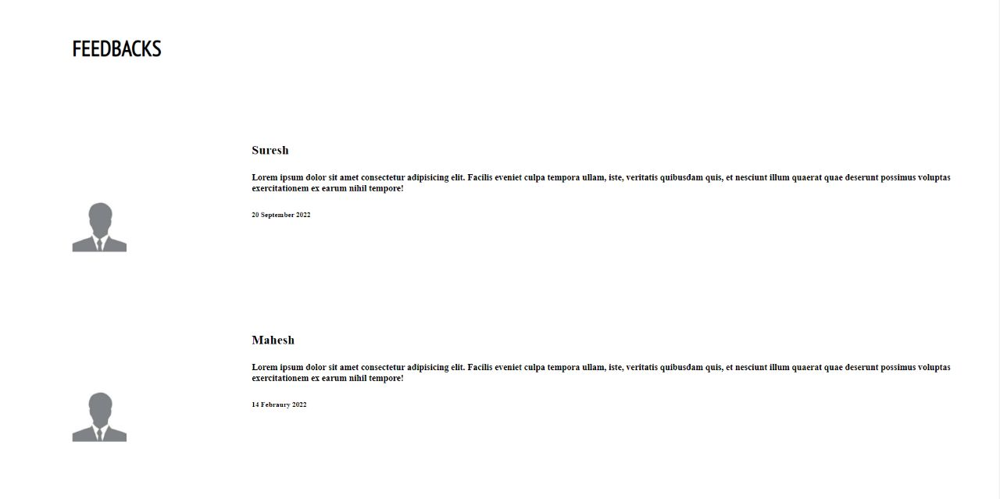 FEEDBACKS
Suresh
Lorem ipsum dolor sit amet consectetur adipisicing elit. Facilis eveniet culpa tempora ullam, iste, veritatis quibusdam quis, et nesciunt illum quaerat quae deserunt possimus voluptas
exercitationem ex earum nihil tempore!
20 September 2022
Mahesh
Lorem ipsum dolor sit amet consectetur adipisicing elit. Facilis eveniet culpa tempora ullam, iste, veritatis quibusdam quis, et nesciunt illum quaerat quae deserunt possimus voluptas
exercitationem ex earum nihil tempore!
14 Febraury 2022